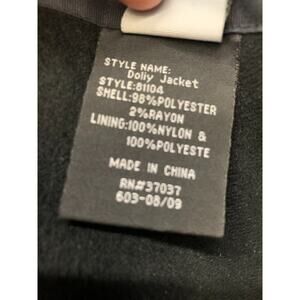 STYLE NAME:
Dolly Jacket
STYLE:81104
SHELL:98%POLYESTER
2%RAYON
LINING:100%NYLON &
100%POLYESTE
MADE IN CHINA
RN#37037
603-08/09